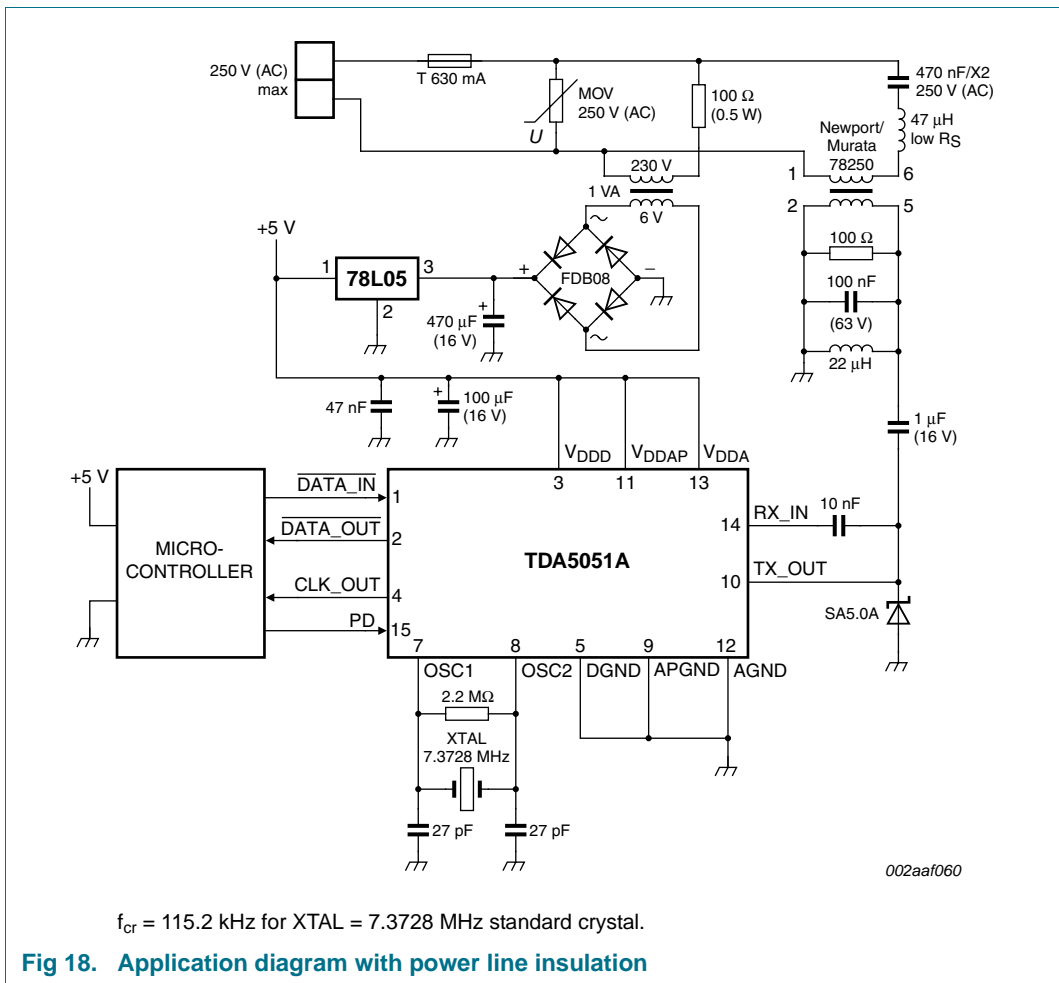 250 V (AC)
max
T 630 mA
MOV
250 V (AC)
U
100 Ω
(0.5 W)
470 nF/X2
250 V (AC)
47 μH
low RS
Newport/
Murata
78250
1
6
2
5
230 V
1 VA
6 V
+5 V
1
78L05
3
2
470 μF
(16 V)
+
+
∼
FDB08
−
∼
100 Ω
100 nF
(63 V)
22 μH
47 nF
+
100 μF
(16 V)
1 μF
(16 V)
VDDD
VDDAP
VDDA
3
11
13
+5 V
MICRO-
CONTROLLER
DATA_IN
1
DATA_OUT
2
CLK_OUT
4
PD
15
TDA5051A
14
RX_IN
10 nF
10
TX_OUT
SA5.0A
7
8
5
9
12
OSC1
OSC2
DGND
APGND
AGND
2.2 MΩ
XTAL
7.3728 MHz
27 pF
27 pF
002aaf060
fcr = 115.2 kHz for XTAL = 7.3728 MHz standard crystal.
Fig 18. Application diagram with power line insulation